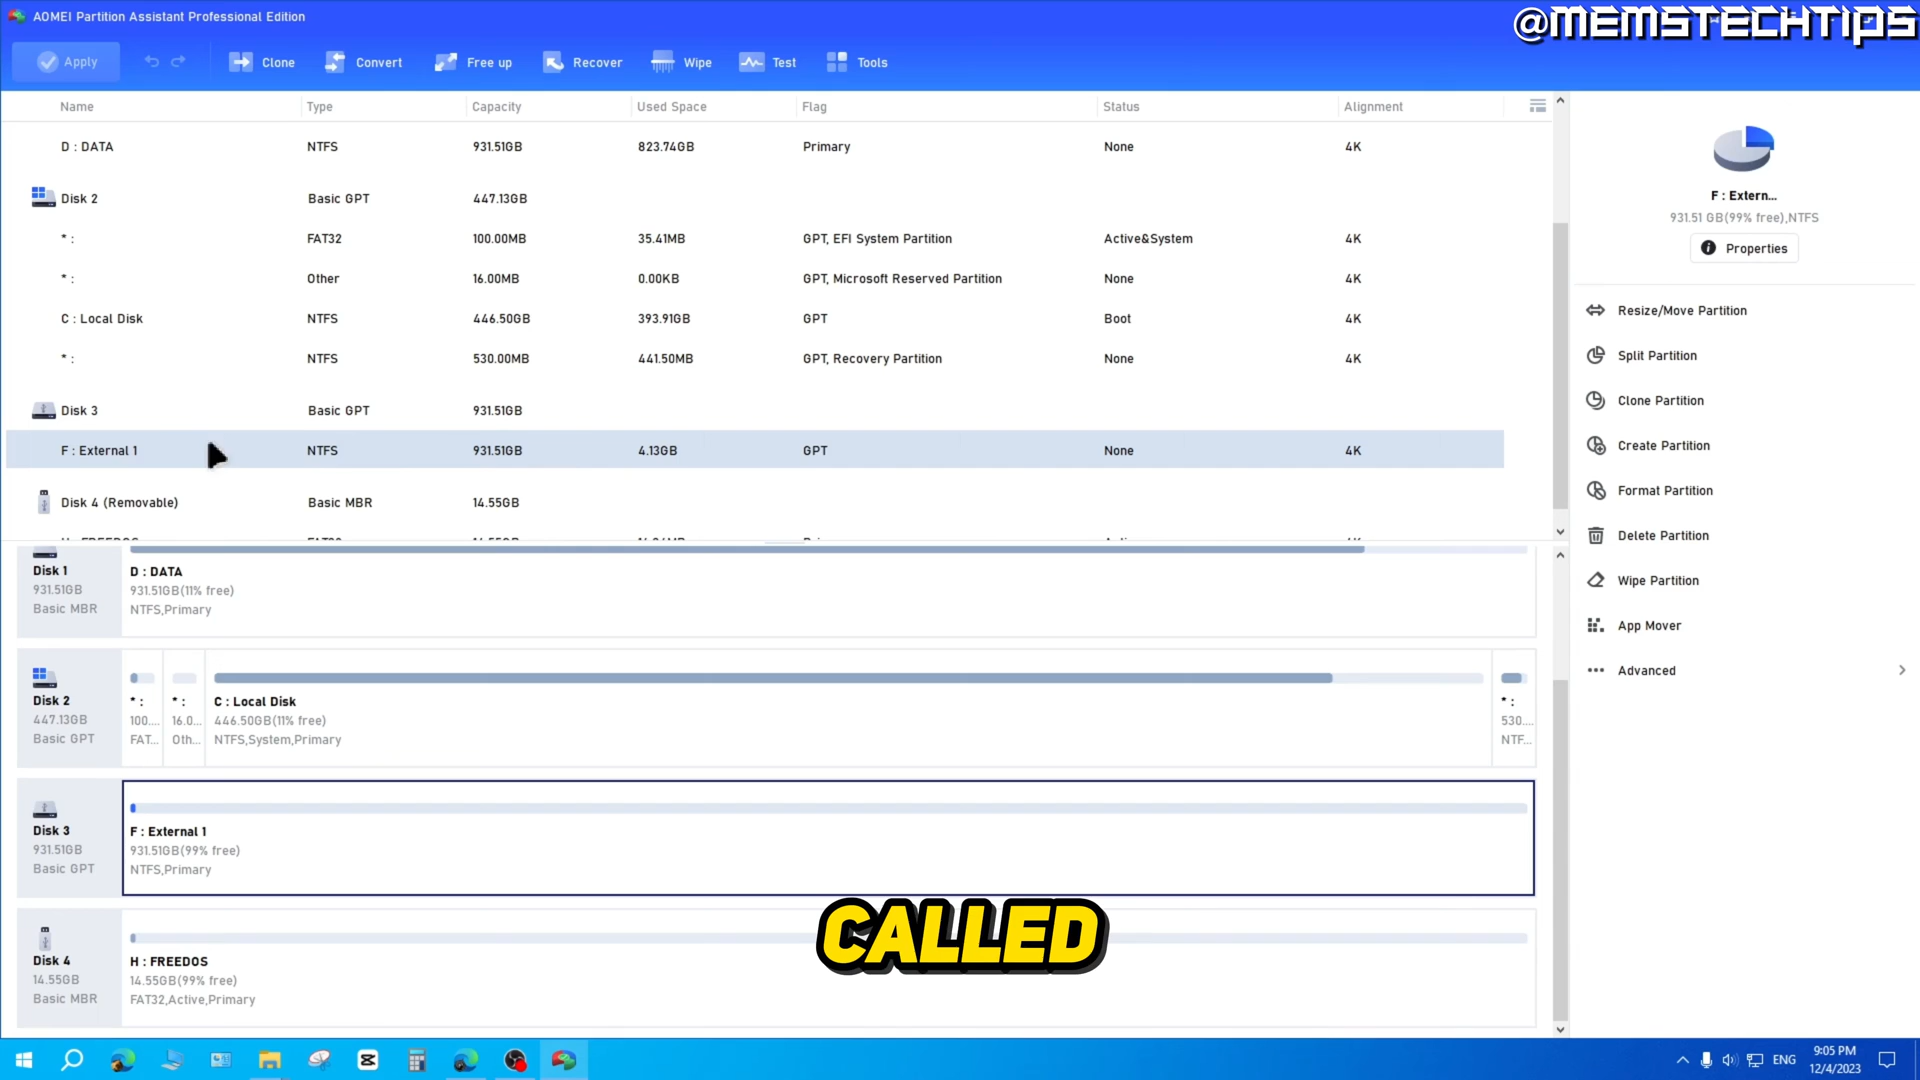 AOMEI Partition Assistant Professional Edition
@MEMSTECHTIPS
Apply Clone Convert Free up Recover Wipe Test Tools
Name Type Capacity Used Space Flag Status Alignment
D : DATA NTFS 931.51GB 823.74GB Primary None 4K
Disk 2 Basic GPT 447.13GB
* : FAT32 100.00MB 35.41MB GPT, EFI System Partition Active&System 4K
* : Other 16.00MB 0.00KB GPT, Microsoft Reserved Partition None 4K
C : Local Disk NTFS 446.50GB 393.91GB GPT Boot 4K
* : NTFS 530.00MB 441.50MB GPT, Recovery Partition None 4K
Disk 3 Basic GPT 931.51GB
F : External 1 NTFS 931.51GB 4.13GB GPT None 4K
Disk 4 (Removable) Basic MBR 14.55GB
Disk 1
931.51GB
Basic MBR
D : DATA
931.51GB(11% free)
NTFS,Primary
Disk 2
447.13GB
Basic GPT
* :
100....
FAT...
* :
16.0...
Oth...
C : Local Disk
446.50GB(11% free)
NTFS,System,Primary
* :
530....
NTF...
Disk 3
931.51GB
Basic GPT
F : External 1
931.51GB(99% free)
NTFS,Primary
Disk 4
14.55GB
Basic MBR
H : FREEDOS
14.55GB(99% free)
FAT32,Active,Primary
CALLED
F : Extern...
931.51 GB(99% free),NTFS
Properties
Resize/Move Partition
Split Partition
Clone Partition
Create Partition
Format Partition
Delete Partition
Wipe Partition
App Mover
Advanced
ENG
9:05 PM
12/4/2023